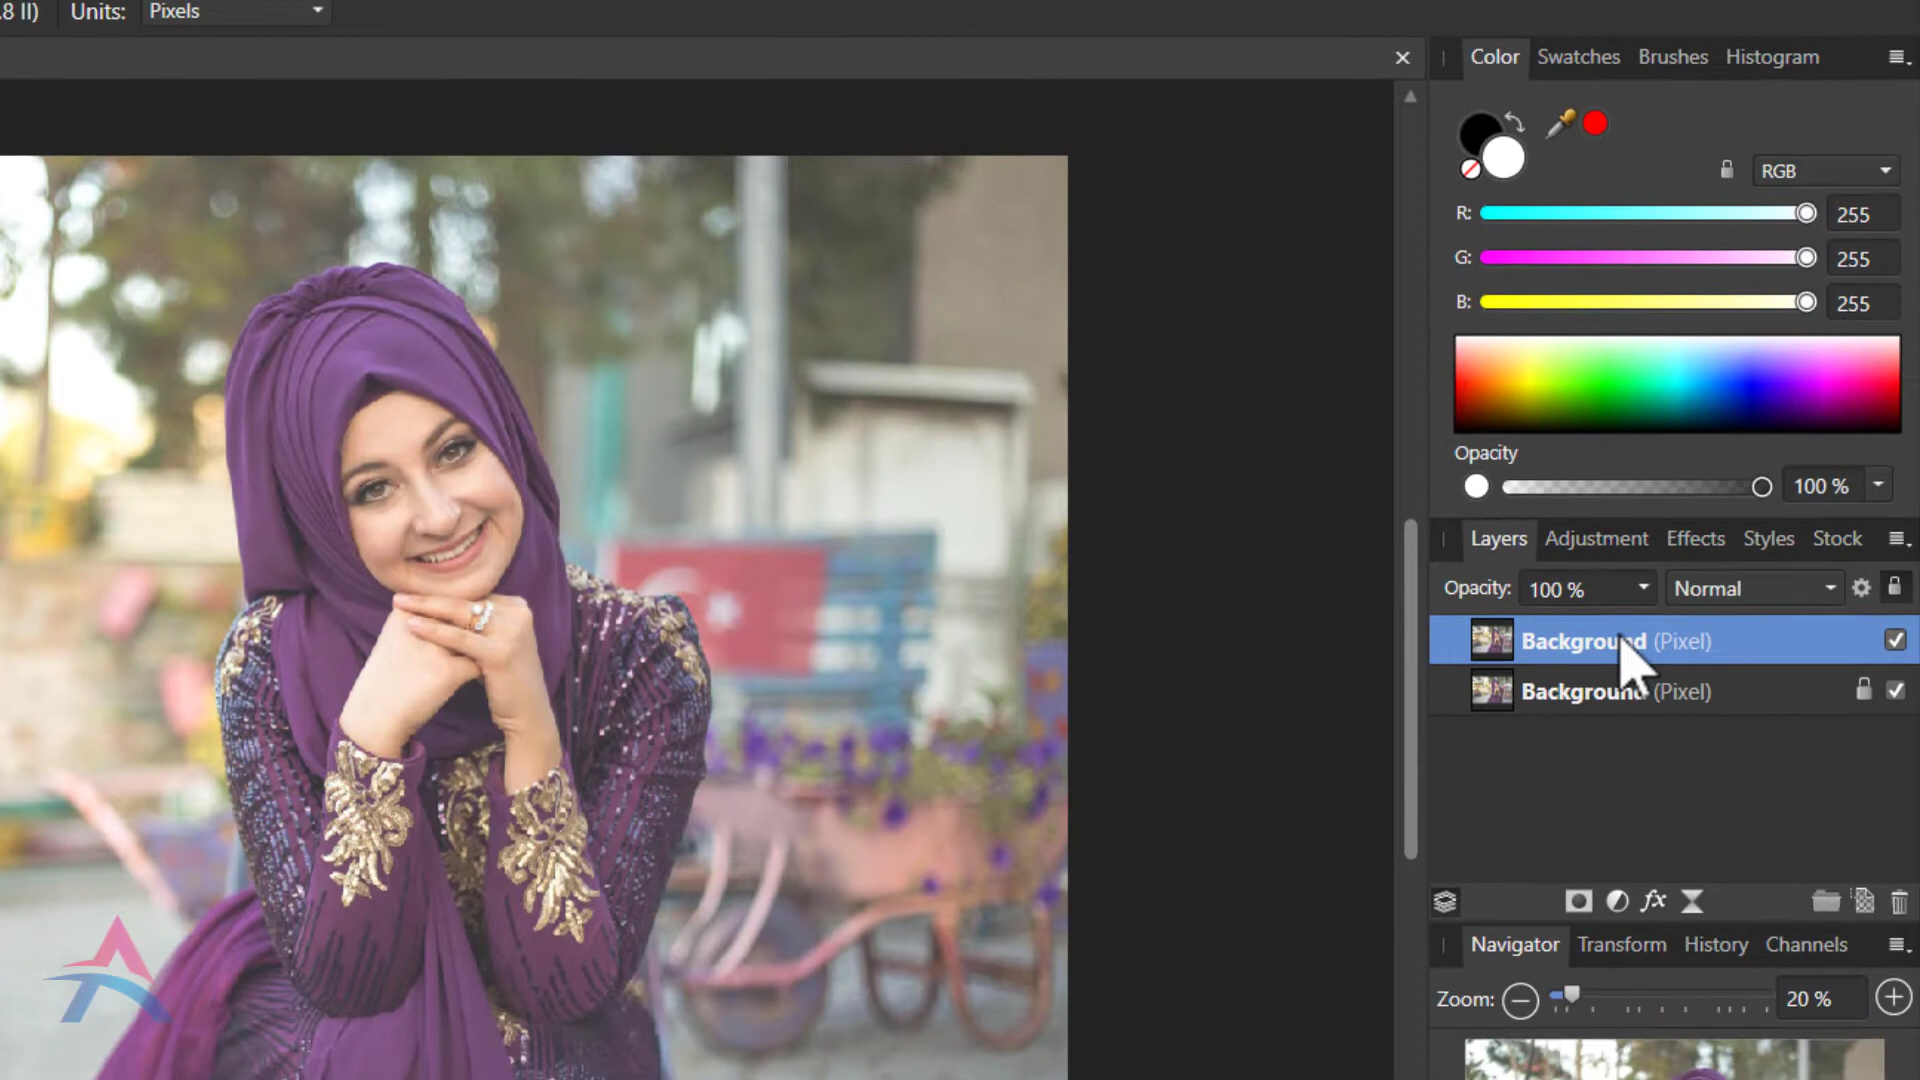 .8 II) Units: Pixels
Color Swatches Brushes Histogram
RGB
R: 255
G: 255
B: 255
Opacity
100 %
Layers Adjustment Effects Styles Stock
Opacity: 100 % Normal
Background (Pixel)
Background (Pixel)
fx
Navigator Transform History Channels
Zoom: 20 %